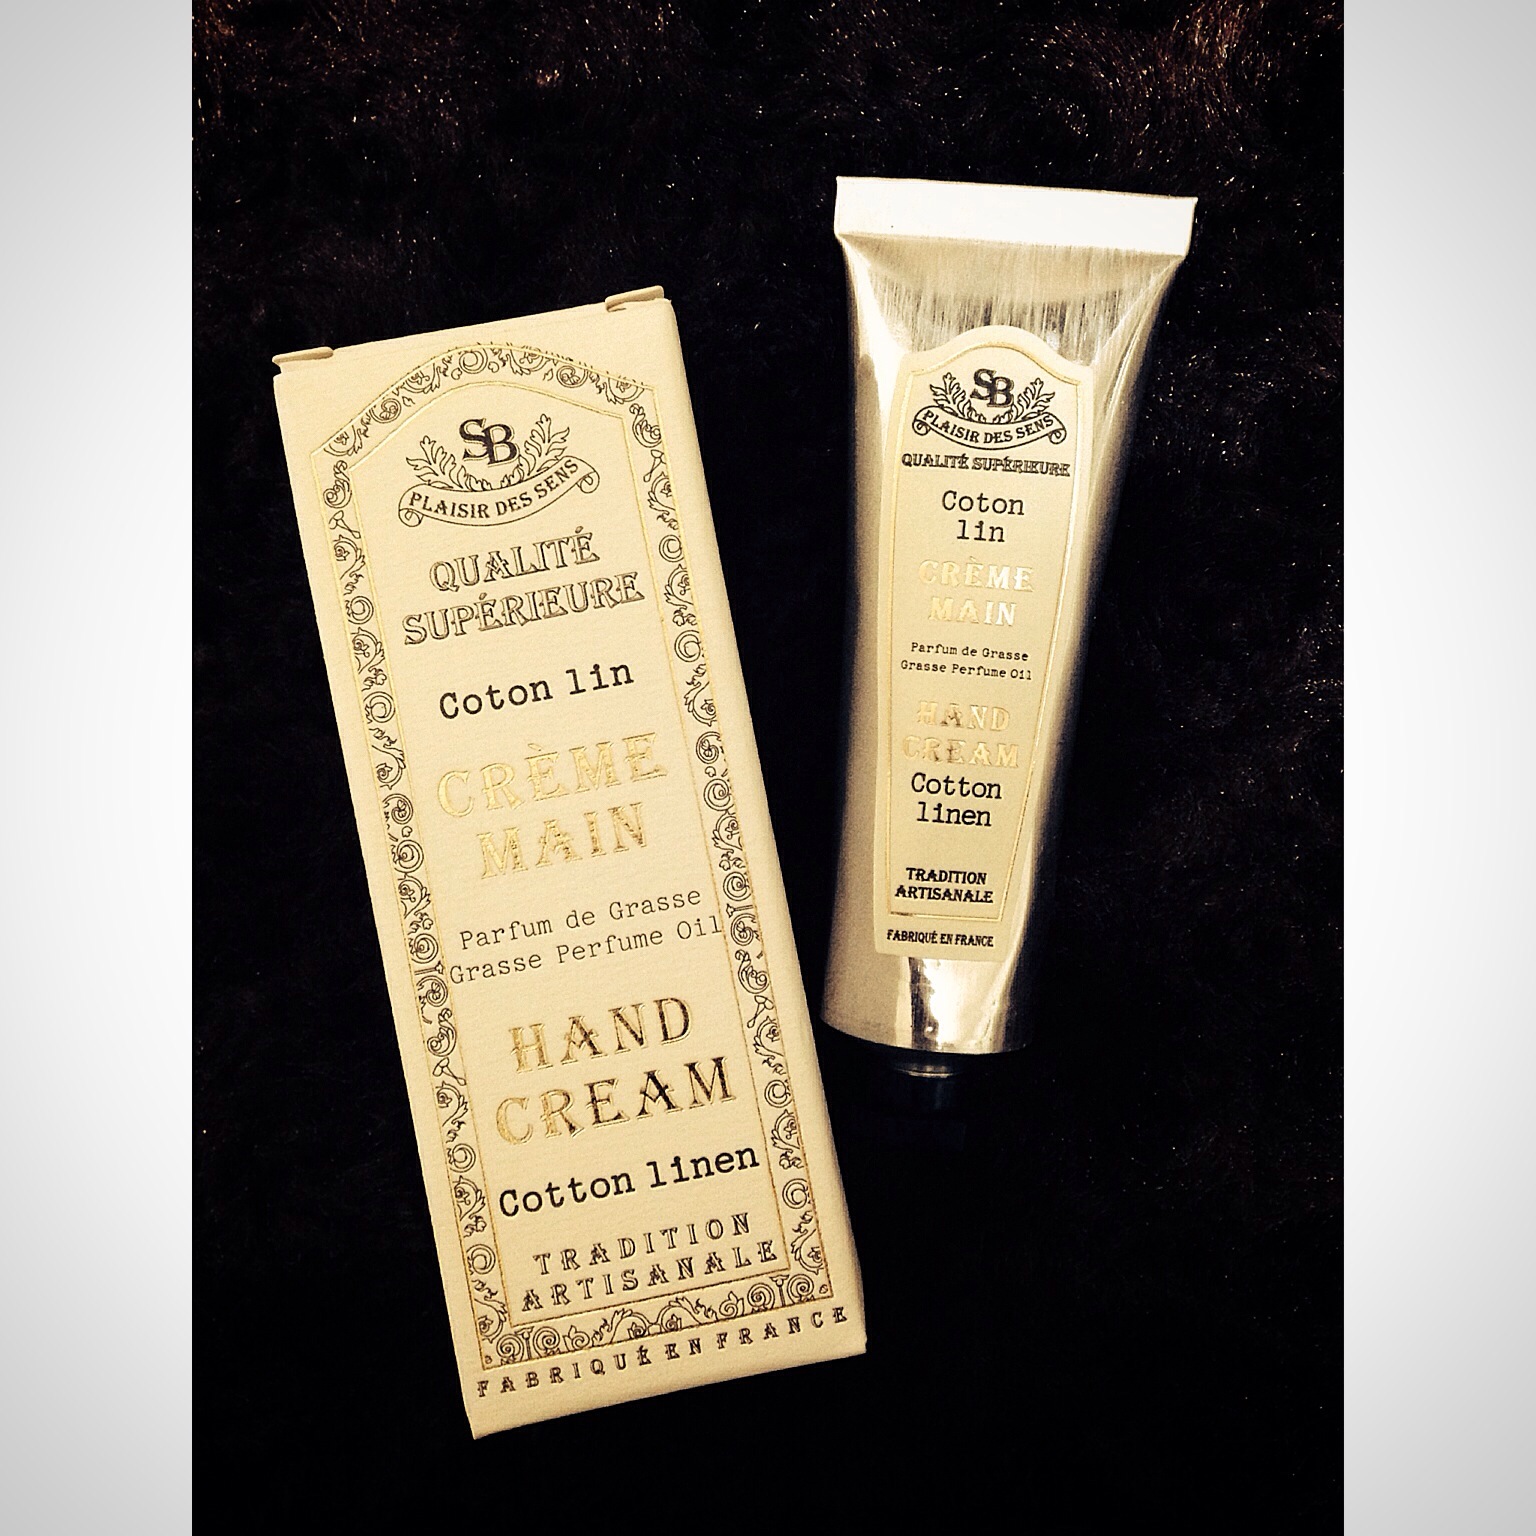 SB
PLAISIR DES SENS
QUALITÉ
SUPÉRIEURE
Coton lin
CRÈME
MAIN
Parfum de Grasse
Grasse Perfume Oil
HAND
CREAM
Cotton linen
TRADITION
ARTISANALE
FABRIQUÉ EN FRANCE
SB
PLAISIR DES SENS
QUALITÉ SUPÉRIEURE
Coton
lin
CRÈME
MAIN
Parfum de Grasse
Grasse Perfume Oil
HAND
CREAM
Cotton
linen
TRADITION
ARTISANALE
FABRIQUÉ EN FRANCE